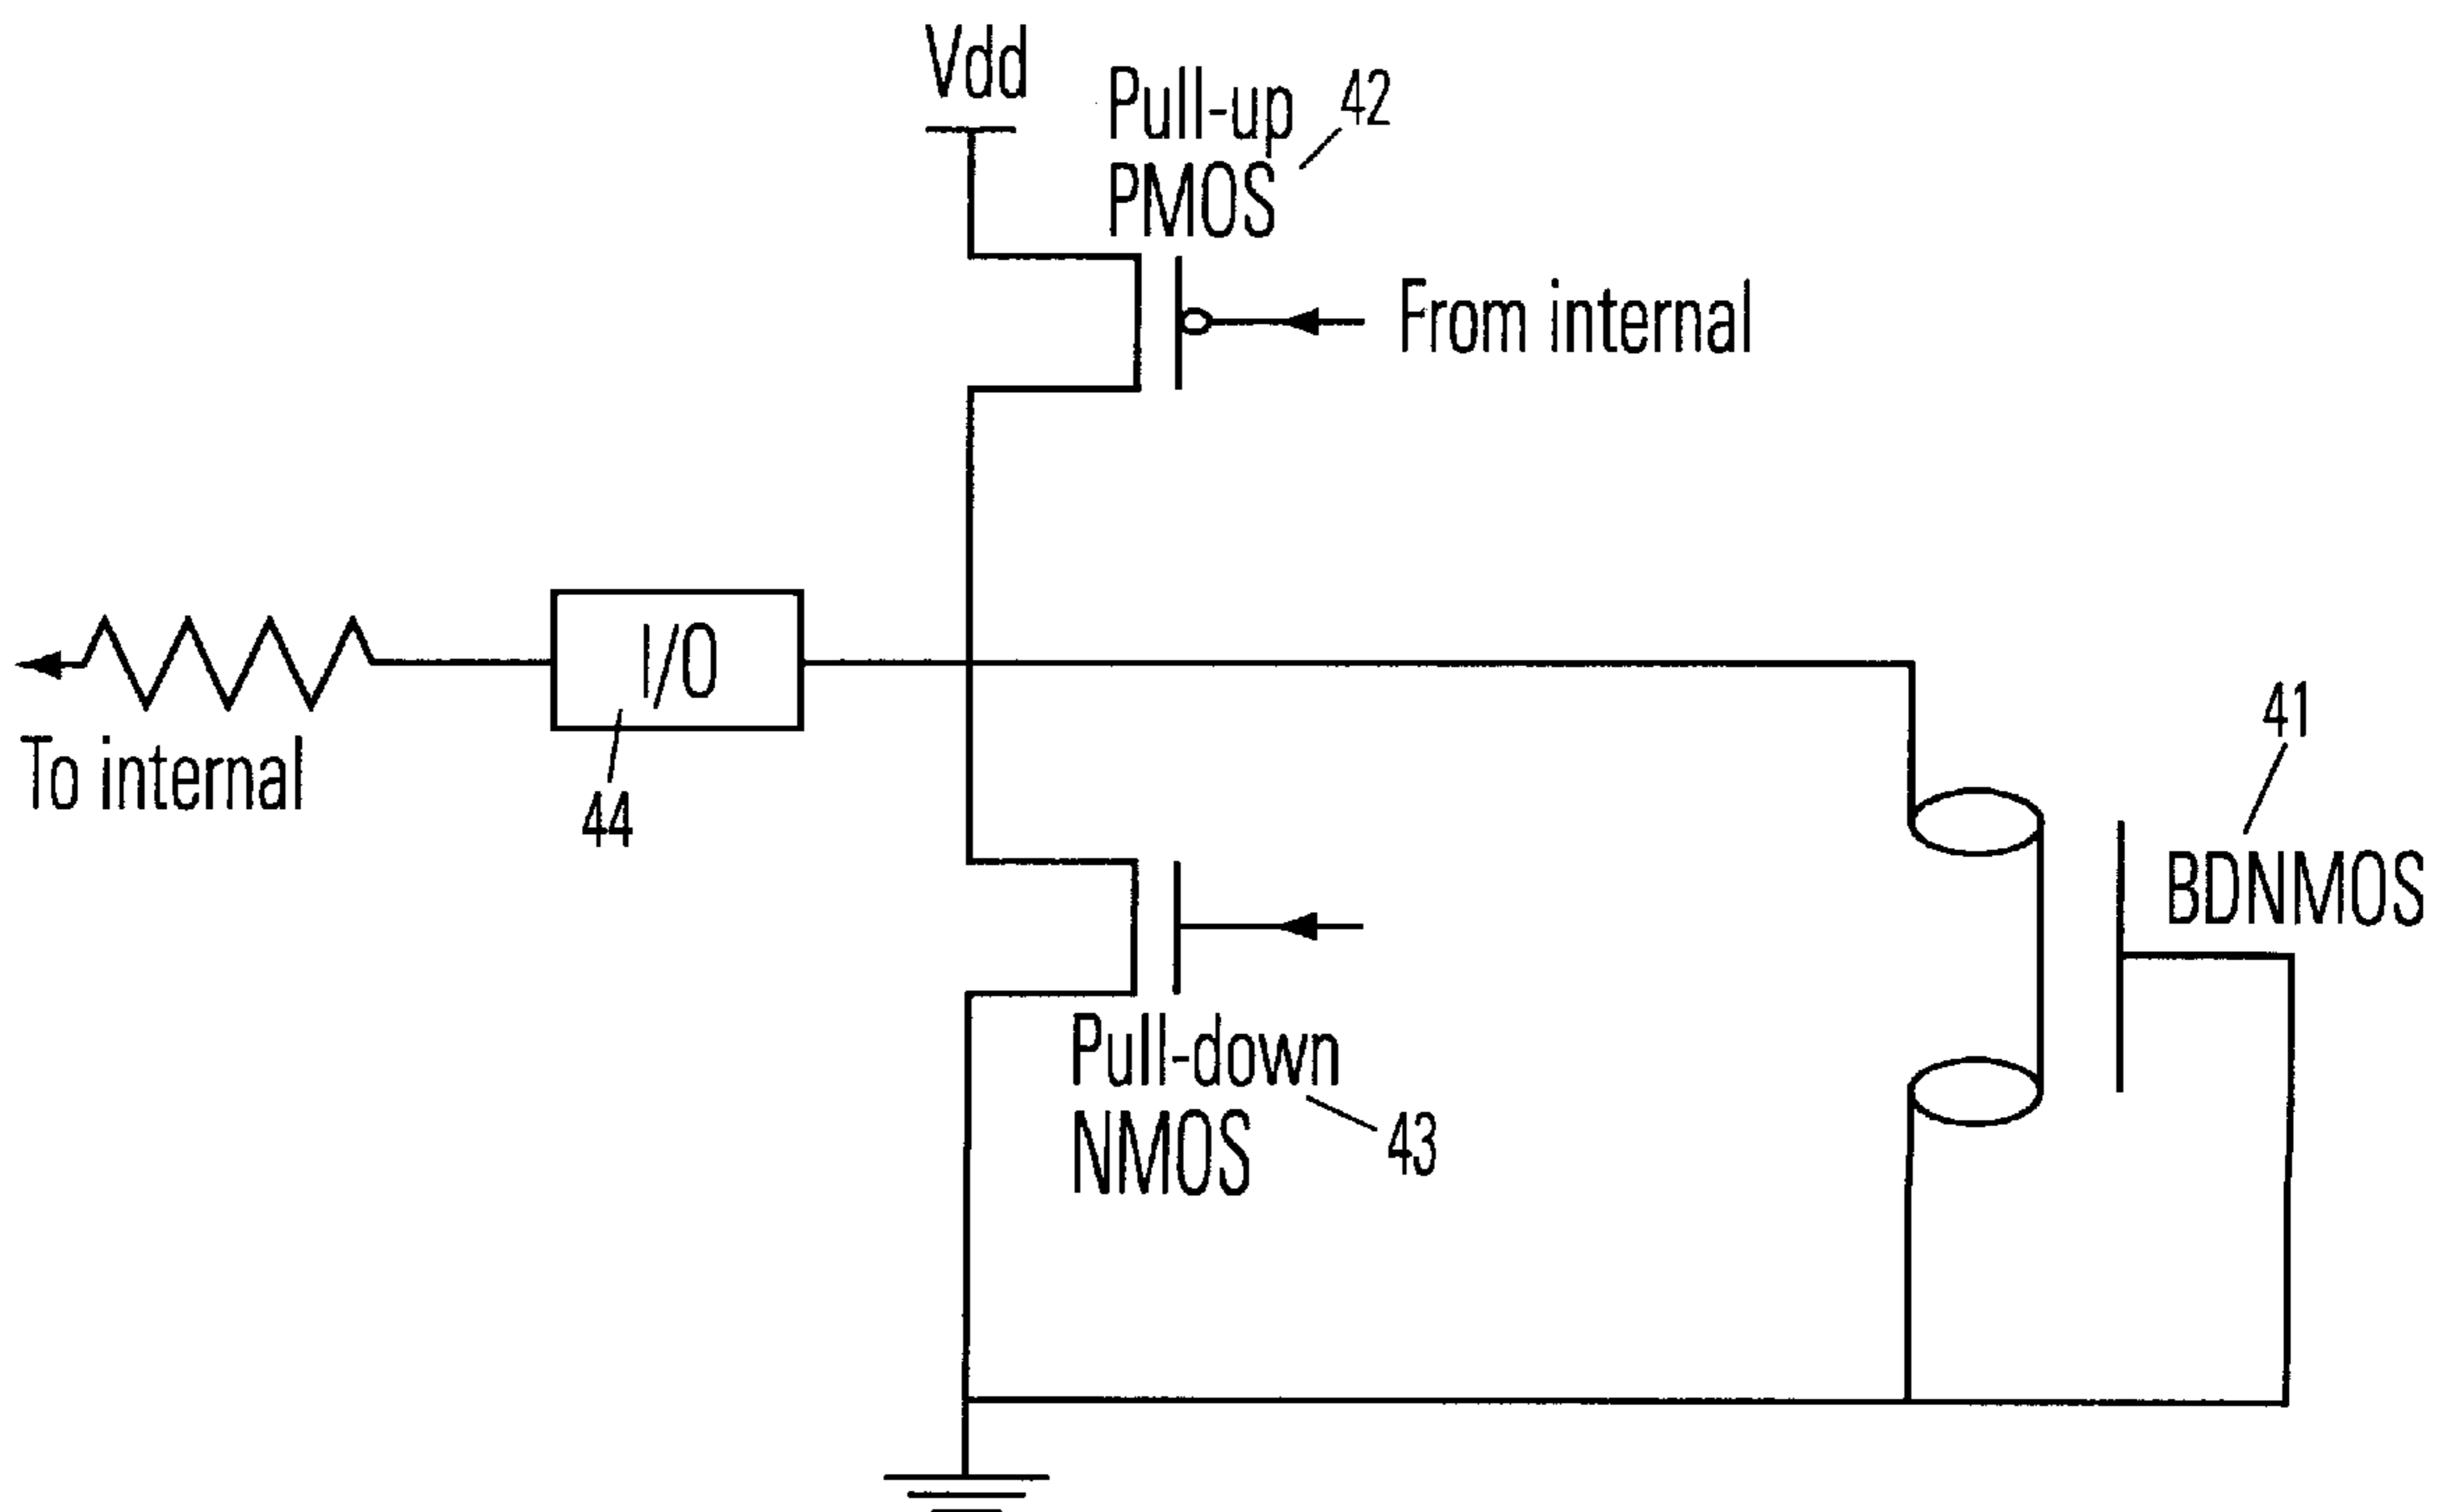 Vdd
Pull-up
PMOS
42
From internal
I/O
44
To internal
41
BDNMOS
Pull-down
NMOS
43